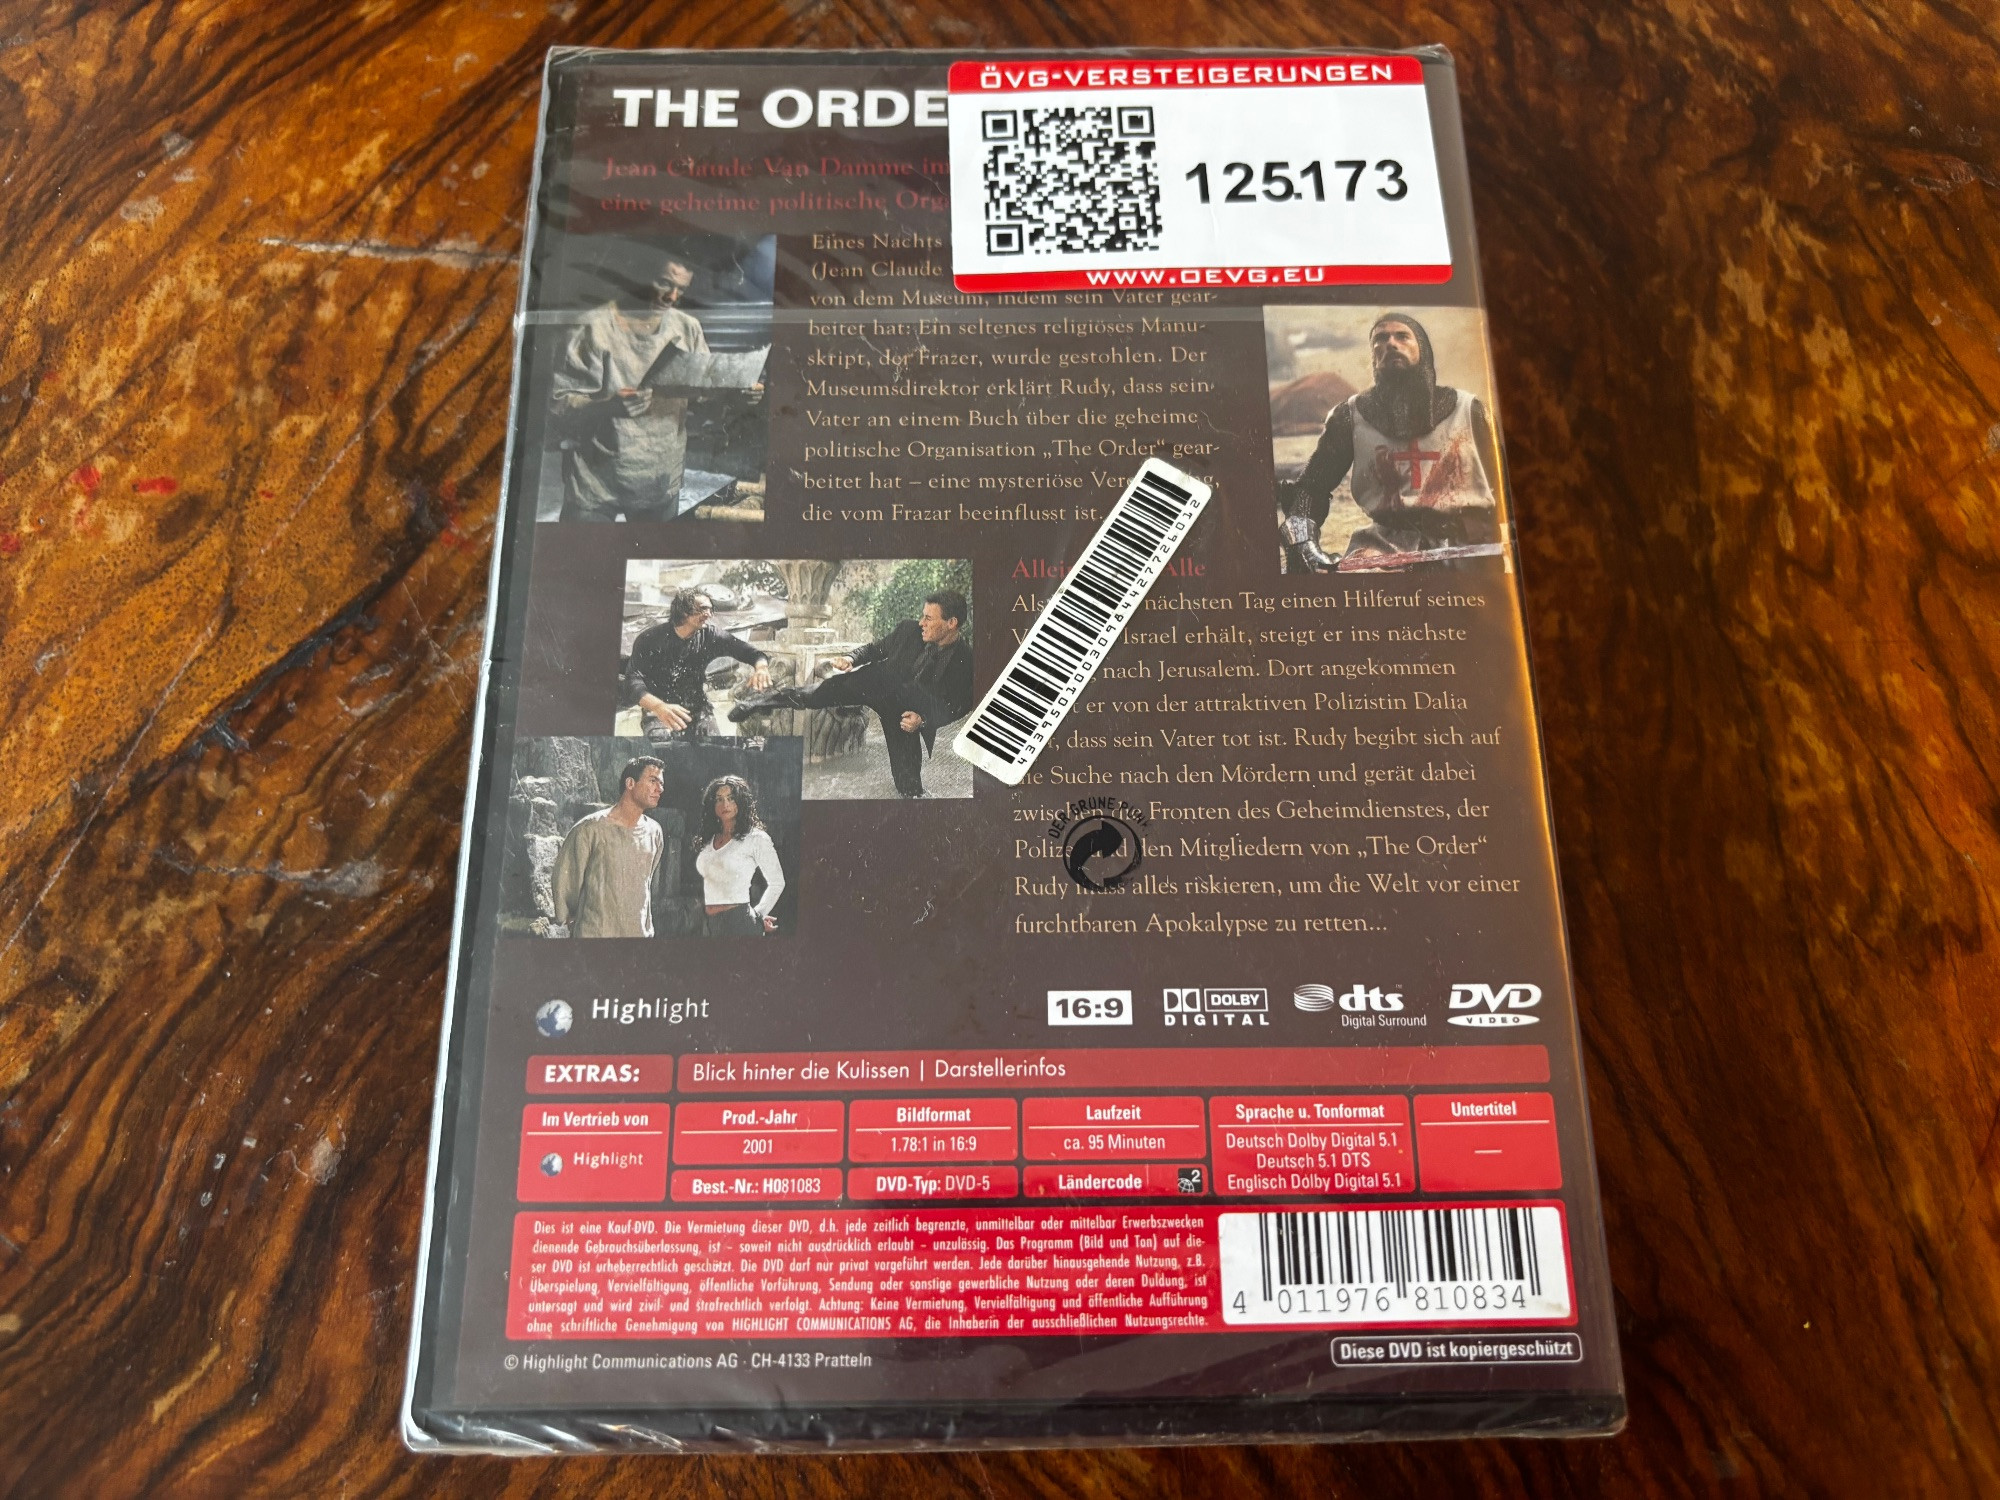 ÖVG-VERSTEIGERUNGEN
125.173
WWW.OEVG.EU
THE ORDE
Jean Claude Van Damme im
eine geheime politische
Eines Nachts
(Jean Claude
von dem Museum, indem sein Vater gear-
beitet hat: Ein seltenes religiöses Manu-
skript, der Frazer, wurde gestohlen. Der
Museumsdirektor erklärt Rudy, dass sein
Vater an einem Buch über die geheime
politische Organisation „The Order“ gear-
beitet hat – eine mysteriöse
die vom Frazar beeinflusst ist.
43395010030984427726012
Alle
Als nächsten Tag einen Hilferuf seines
Israel erhält, steigt er ins nächste
nach Jerusalem. Dort angekommen
er von der attraktiven Polizistin Dalia
dass sein Vater tot ist. Rudy begibt sich auf
die Suche nach den Mördern und gerät dabei
zwischen die Fronten des Geheimdienstes, der
den Mitgliedern von „The Order“
Rudy muss alles riskieren, um die Welt vor einer
furchtbaren Apokalypse zu retten...
DER GRÜNE PUNKT
Highlight
16:9
DOLBY
DIGITAL
dts
Digital Surround
DVD
VIDEO
EXTRAS: Blick hinter die Kulissen | Darstellerinfos
Im Vertrieb von
Highlight
Prod.-Jahr
2001
Best.-Nr.: H081083
Bildformat
1.78:1 in 16:9
DVD-Typ: DVD-5
Laufzeit
ca. 95 Minuten
Ländercode 2
Sprache u. Tonformat
Deutsch Dolby Digital 5.1
Deutsch 5.1 DTS
Englisch Dolby Digital 5.1
Untertitel
—
Dies ist eine Kauf-DVD. Die Vermietung dieser DVD, d.h. jede zeitlich begrenzte, unmittelbar oder mittelbar Erwerbszwecken
dienende Gebrauchsüberlassung, ist – soweit nicht ausdrücklich erlaubt – unzulässig. Das Programm (Bild und Ton) auf die-
ser DVD ist urheberrechtlich geschützt. Die DVD darf nur privat vorgeführt werden. Jede darüber hinausgehende Nutzung, z.B.
Überspielung, Vervielfältigung, öffentliche Vorführung, Sendung oder sonstige gewerbliche Nutzung oder deren Duldung, ist
untersagt und wird zivil- und strafrechtlich verfolgt. Achtung: Keine Vermietung, Vervielfältigung und öffentliche Aufführung
ohne schriftliche Genehmigung von HIGHLIGHT COMMUNICATIONS AG, die Inhaberin der ausschließlichen Nutzungsrechte.
4 011976 810834
© Highlight Communications AG · CH-4133 Pratteln
Diese DVD ist kopiergeschützt